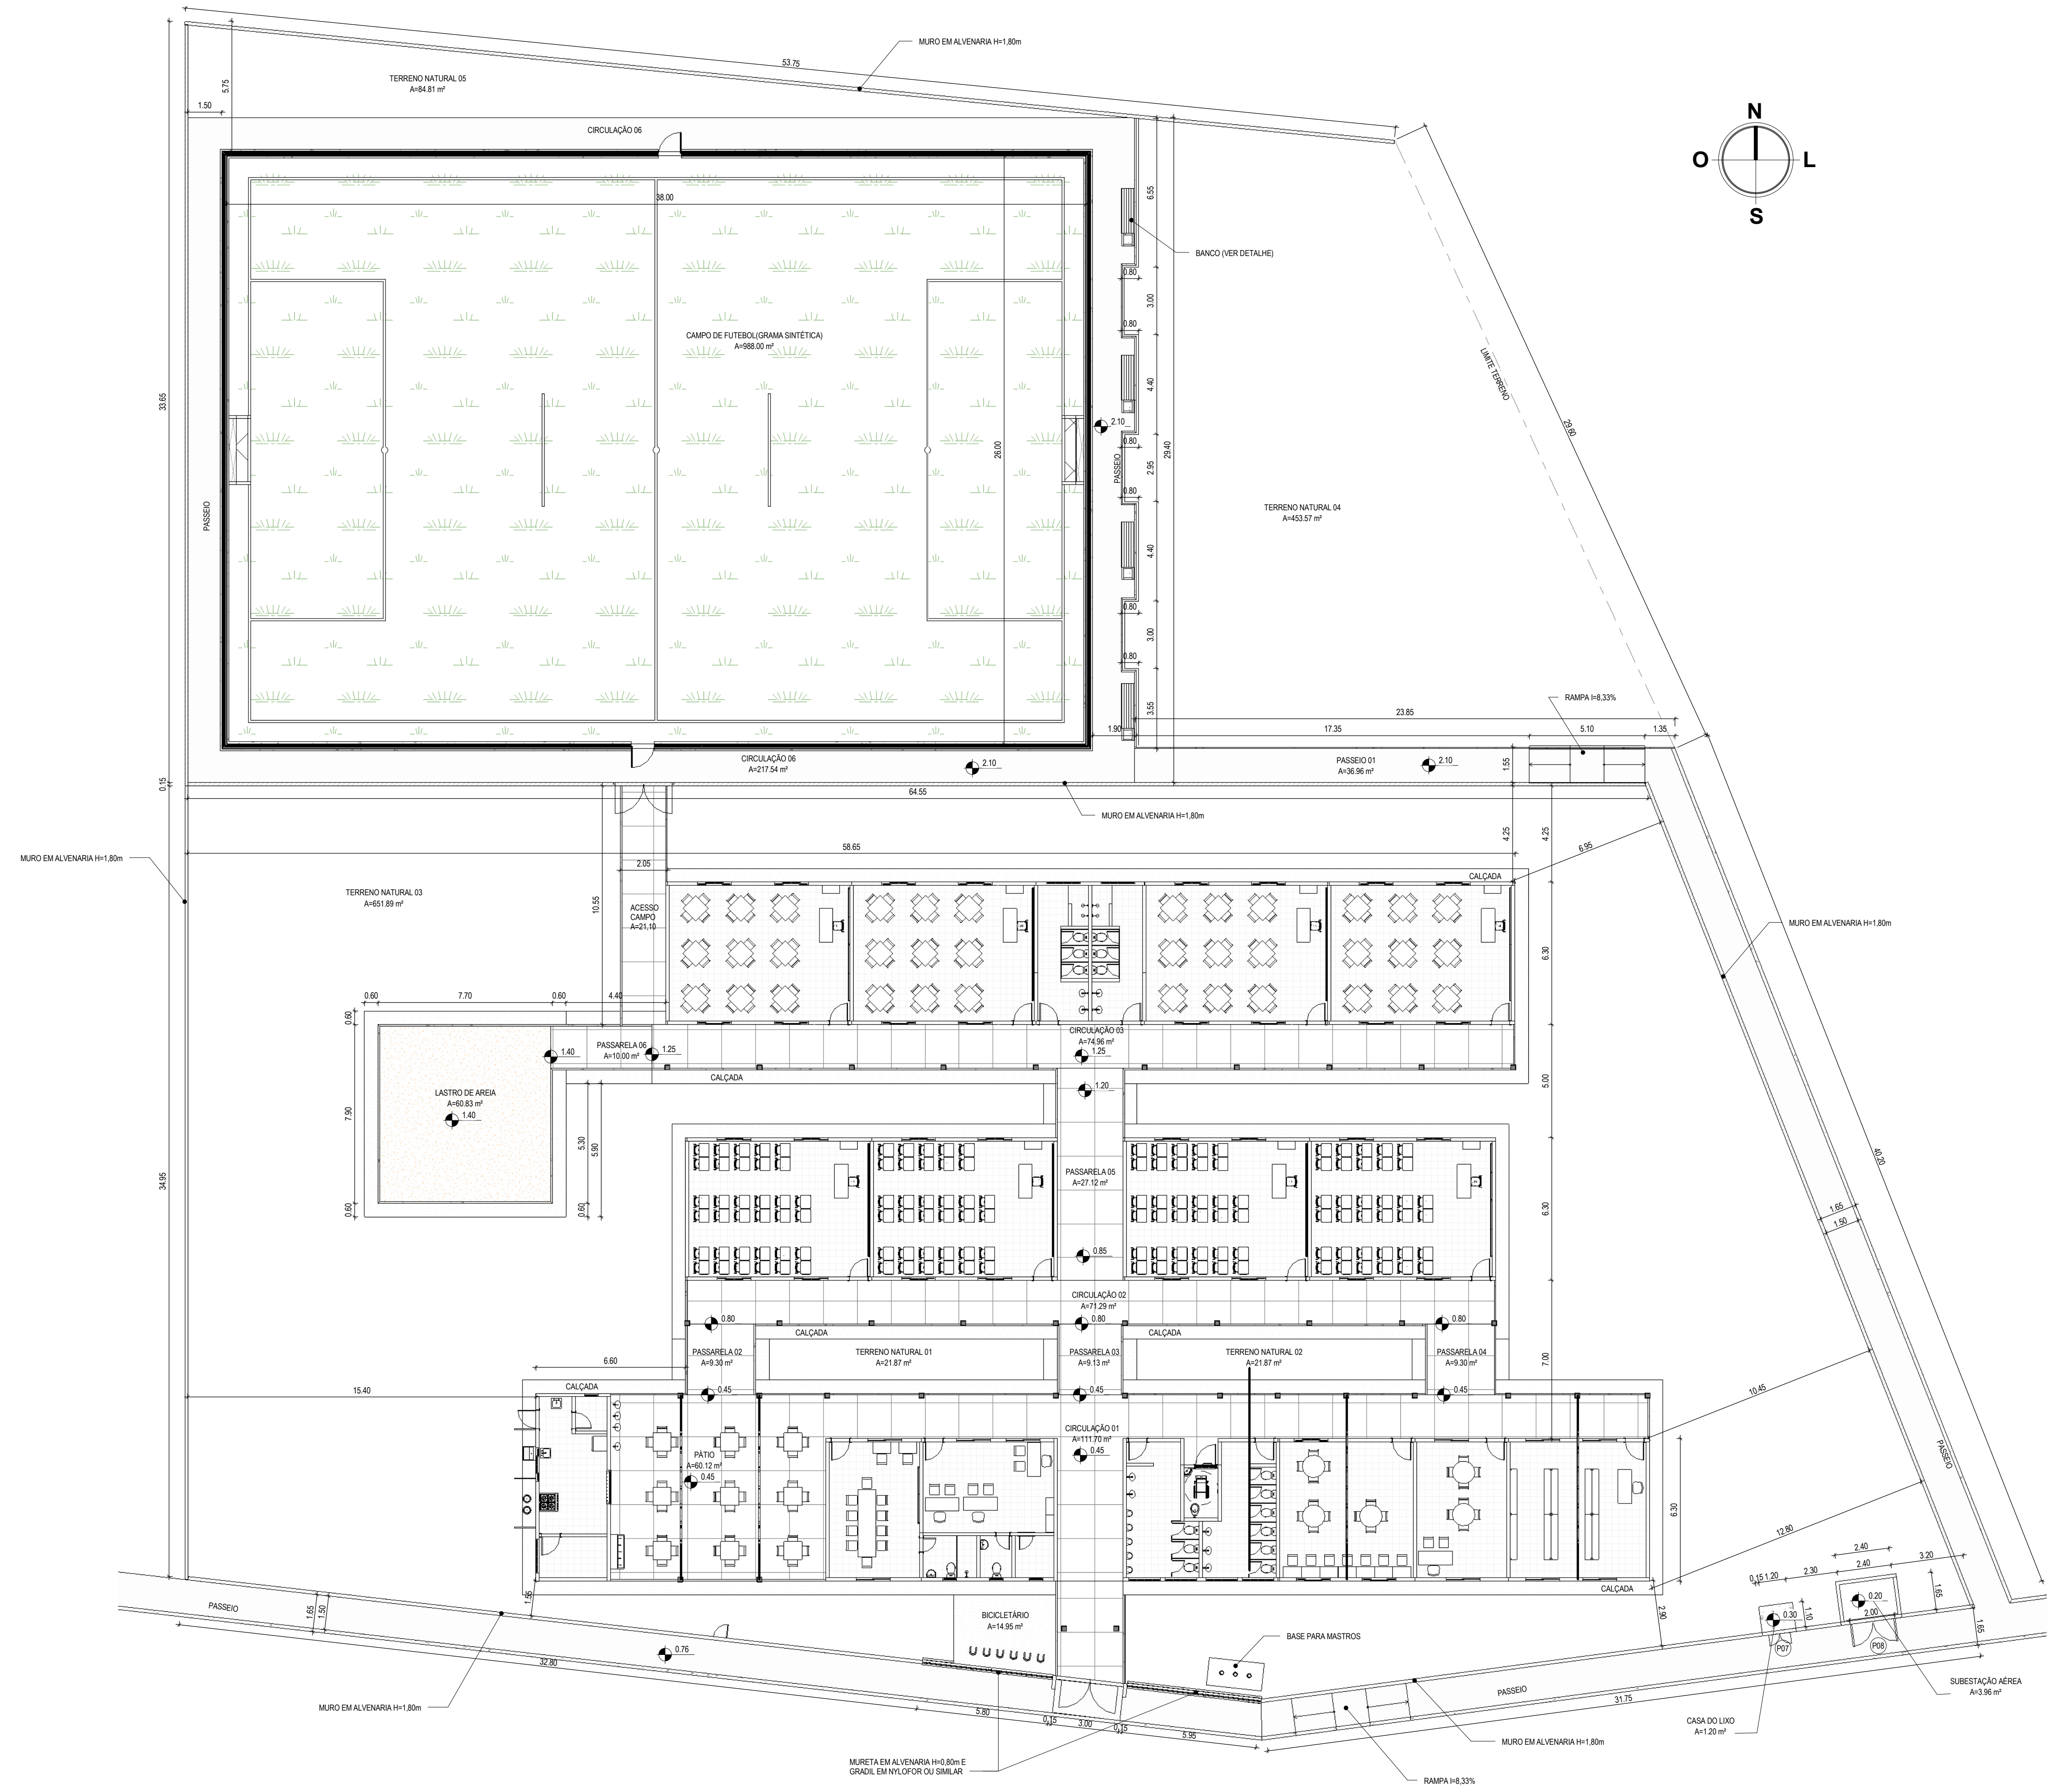 MURO EM ALVENARIA H=1,80m
53.75
TERRENO NATURAL 05
A=84.81 m²
5.75
1.50
N
O
L
S
CIRCULAÇÃO 06
38.00
6.55
BANCO (VER DETALHE)
0.80
3.00
0.80
CAMPO DE FUTEBOL(GRAMA SINTÉTICA)
A=988.00 m²
LIMITE TERRENO
33.65
4.40
2.10
29.60
0.80
26.00
29.40
PASSEIO
2.95
0.80
PASSEIO
TERRENO NATURAL 04
A=453.57 m²
4.40
0.80
3.00
0.80
RAMPA I=8,33%
3.55
23.85
1.90
17.35
5.10
1.35
CIRCULAÇÃO 06
A=217.54 m²
2.10
PASSEIO 01
A=36.96 m²
2.10
1.55
0.15
64.55
MURO EM ALVENARIA H=1,80m
4.25
4.25
58.65
6.95
MURO EM ALVENARIA H=1,80m
2.05
CALÇADA
TERRENO NATURAL 03
A=651.89 m²
10.55
ACESSO
CAMPO
A=21,10
MURO EM ALVENARIA H=1,80m
6.30
0.60
7.70
0.60
4.40
0.60
CIRCULAÇÃO 03
A=74,96 m²
1.25
PASSARELA 06
A=10.00 m²
1.40
1.25
CALÇADA
1.20
5.00
LASTRO DE AREIA
A=60.83 m²
1.40
7.90
5.30
5.90
40.20
34.95
PASSARELA 05
A=27.12 m²
0.60
0.60
6.30
1.65
1.50
0.85
CIRCULAÇÃO 02
A=71.29 m²
0.80
0.80
0.80
CALÇADA
CALÇADA
PASSARELA 02
A=9.30 m²
TERRENO NATURAL 01
A=21.87 m²
PASSARELA 03
A=9.13 m²
TERRENO NATURAL 02
A=21.87 m²
PASSARELA 04
A=9.30 m²
7.00
6.60
15.40
CALÇADA
0.45
0.45
0.45
10.45
CIRCULAÇÃO 01
A=111.70 m²
0.45
PÁTIO
A=60.12 m²
0.45
PASSEIO
6.30
12.80
2.40
2.40
3.20
0.15
1.20
2.30
CALÇADA
PASSEIO
1.65
1.50
1.55
BICICLETÁRIO
A=14.95 m²
2.90
0.30
1.10
0.20
2.00
1.65
1.65
P07
P08
BASE PARA MASTROS
0.76
32.80
SUBESTAÇÃO AÉREA
A=3.96 m²
PASSEIO
31.75
MURO EM ALVENARIA H=1,80m
5.80
0.15
3.00
0.15
5.95
CASA DO LIXO
A=1.20 m²
MURO EM ALVENARIA H=1,80m
MURETA EM ALVENARIA H=0,80m E
GRADIL EM NYLOFOR OU SIMILAR
RAMPA I=8,33%